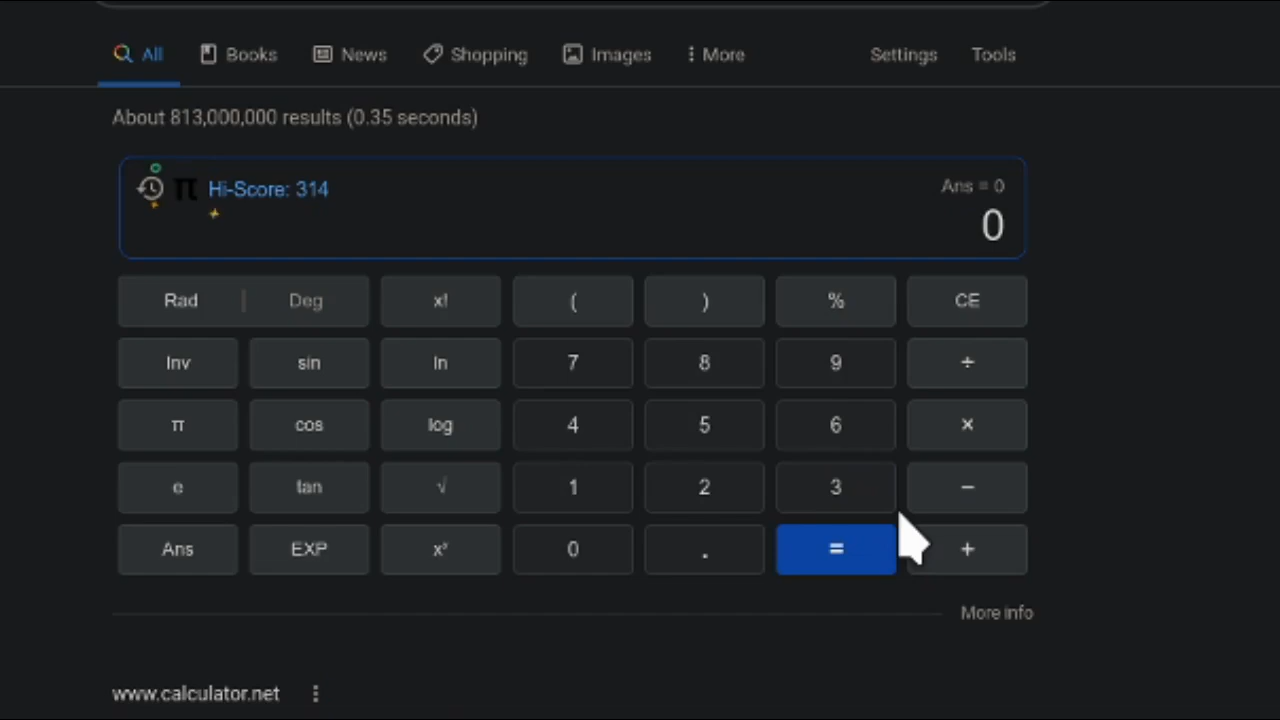 All Books News Shopping Images More Settings Tools
About 813,000,000 results (0.35 seconds)
π Hi-Score: 314 Ans = 0
0
Rad | Deg x! ( ) % CE
Inv sin ln 7 8 9 ÷
π cos log 4 5 6 ×
e tan √ 1 2 3 −
Ans EXP xʸ 0 . = +
More info
www.calculator.net